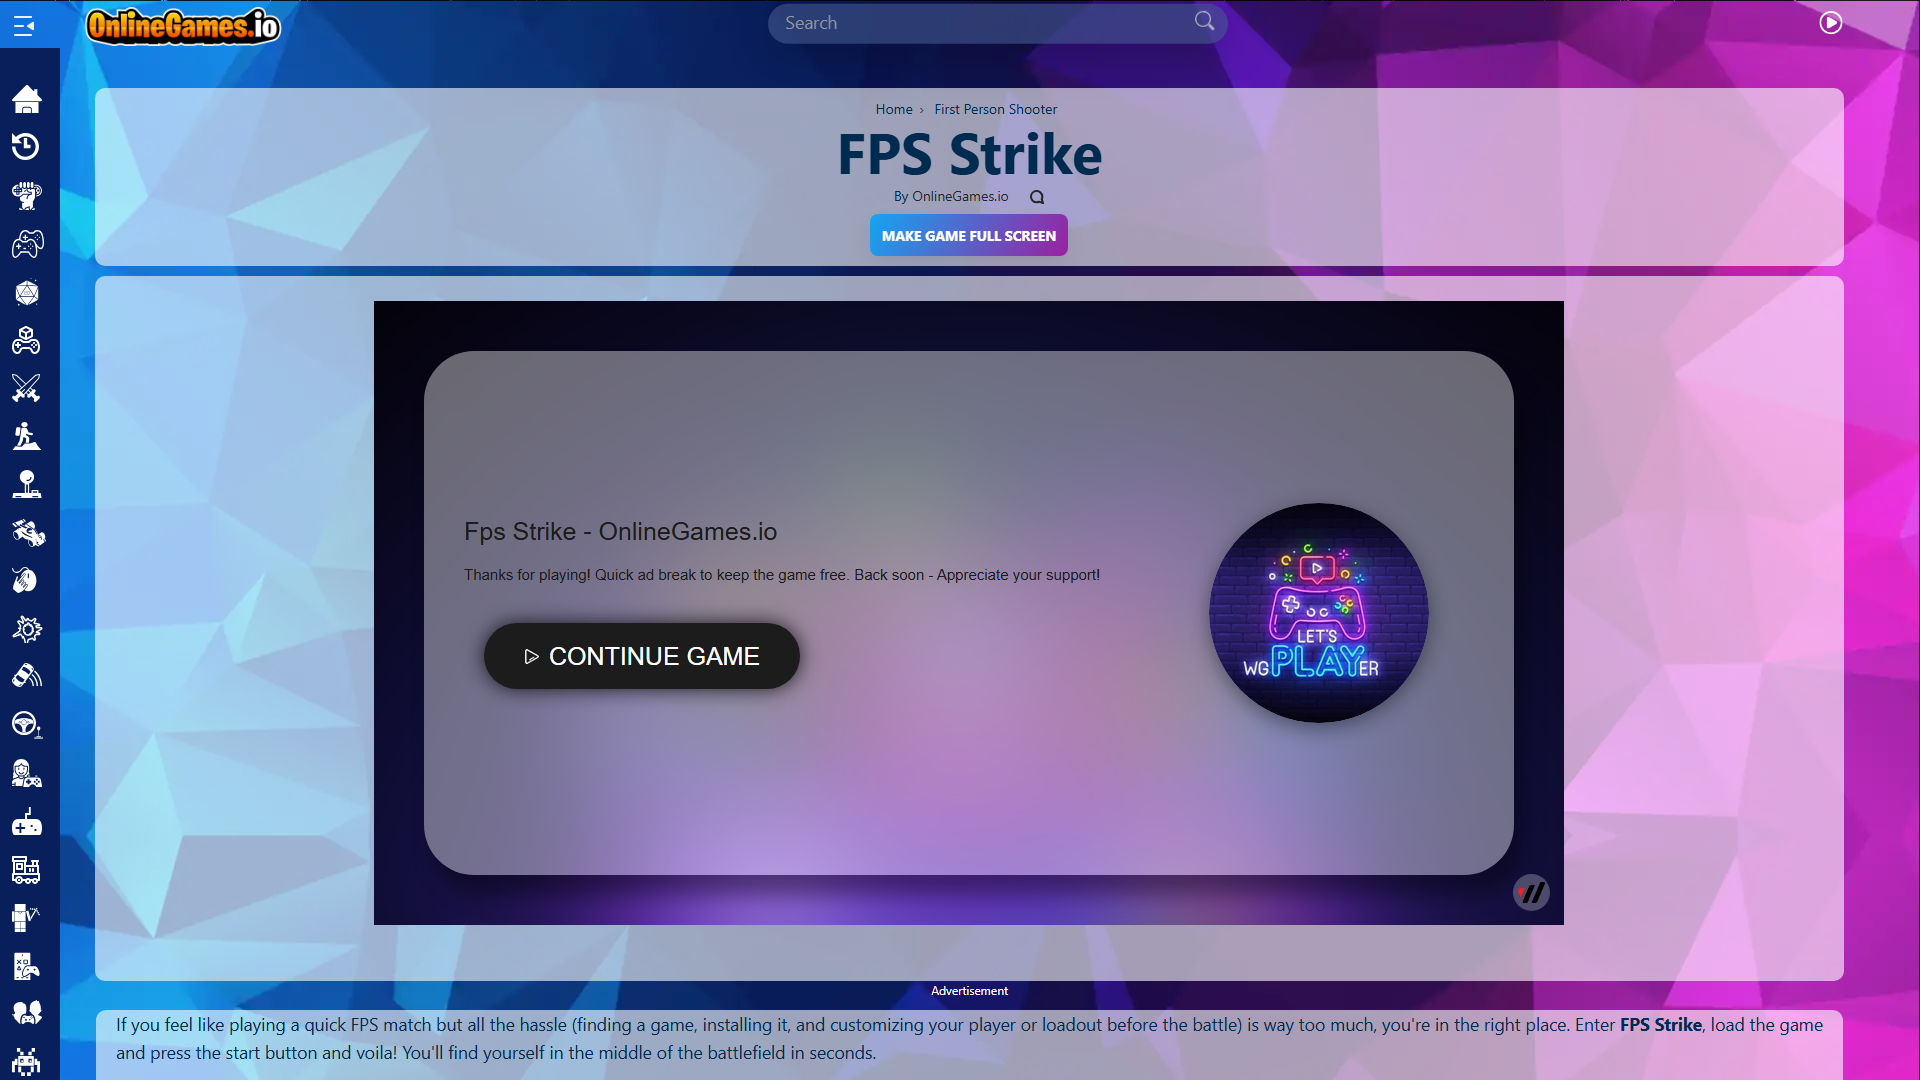 OnlineGames.io
Search
Home › First Person Shooter
FPS Strike
By OnlineGames.io
MAKE GAME FULL SCREEN
Fps Strike - OnlineGames.io
Thanks for playing! Quick ad break to keep the game free. Back soon - Appreciate your support!
CONTINUE GAME
LET'S
WGPLAYER
Advertisement
If you feel like playing a quick FPS match but all the hassle (finding a game, installing it, and customizing your player or loadout before the battle) is way too much, you're in the right place. Enter FPS Strike, load the game
and press the start button and voila! You'll find yourself in the middle of the battlefield in seconds.